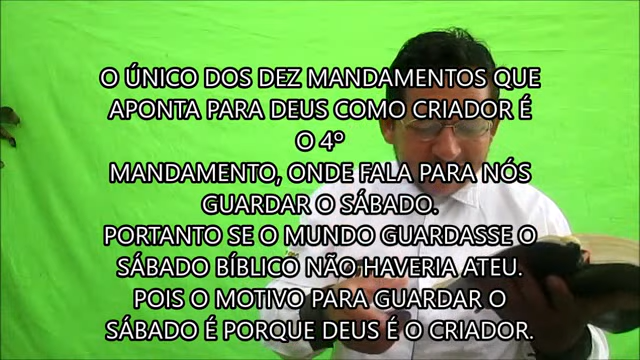 O ÚNICO DOS DEZ MANDAMENTOS QUE
APONTA PARA DEUS COMO CRIADOR É
O 4º
MANDAMENTO, ONDE FALA PARA NÓS
GUARDAR O SÁBADO.
PORTANTO SE O MUNDO GUARDASSE O
SÁBADO BÍBLICO NÃO HAVERIA ATEU.
POIS O MOTIVO PARA GUARDAR O
SÁBADO É PORQUE DEUS É O CRIADOR.